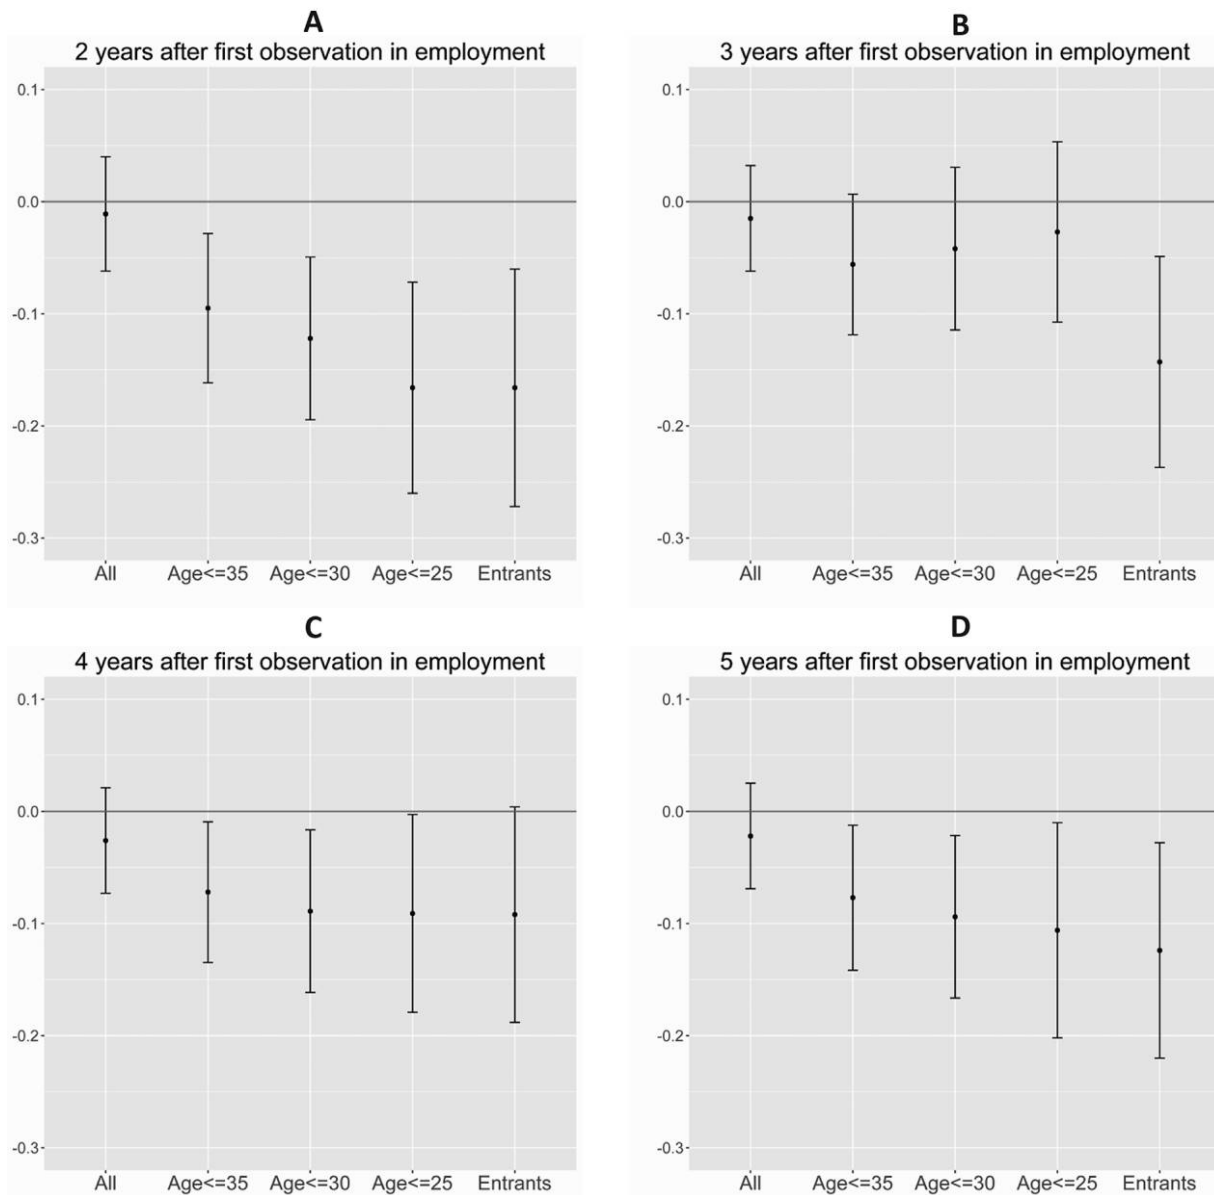 A
2 years after first observation in employment
0.1
0.0
-0.1
-0.2
-0.3
All Age<=35 Age<=30 Age<=25 Entrants
B
3 years after first observation in employment
0.1
0.0
-0.1
-0.2
-0.3
All Age<=35 Age<=30 Age<=25 Entrants
C
4 years after first observation in employment
0.1
0.0
-0.1
-0.2
-0.3
All Age<=35 Age<=30 Age<=25 Entrants
D
5 years after first observation in employment
0.1
0.0
-0.1
-0.2
-0.3
All Age<=35 Age<=30 Age<=25 Entrants